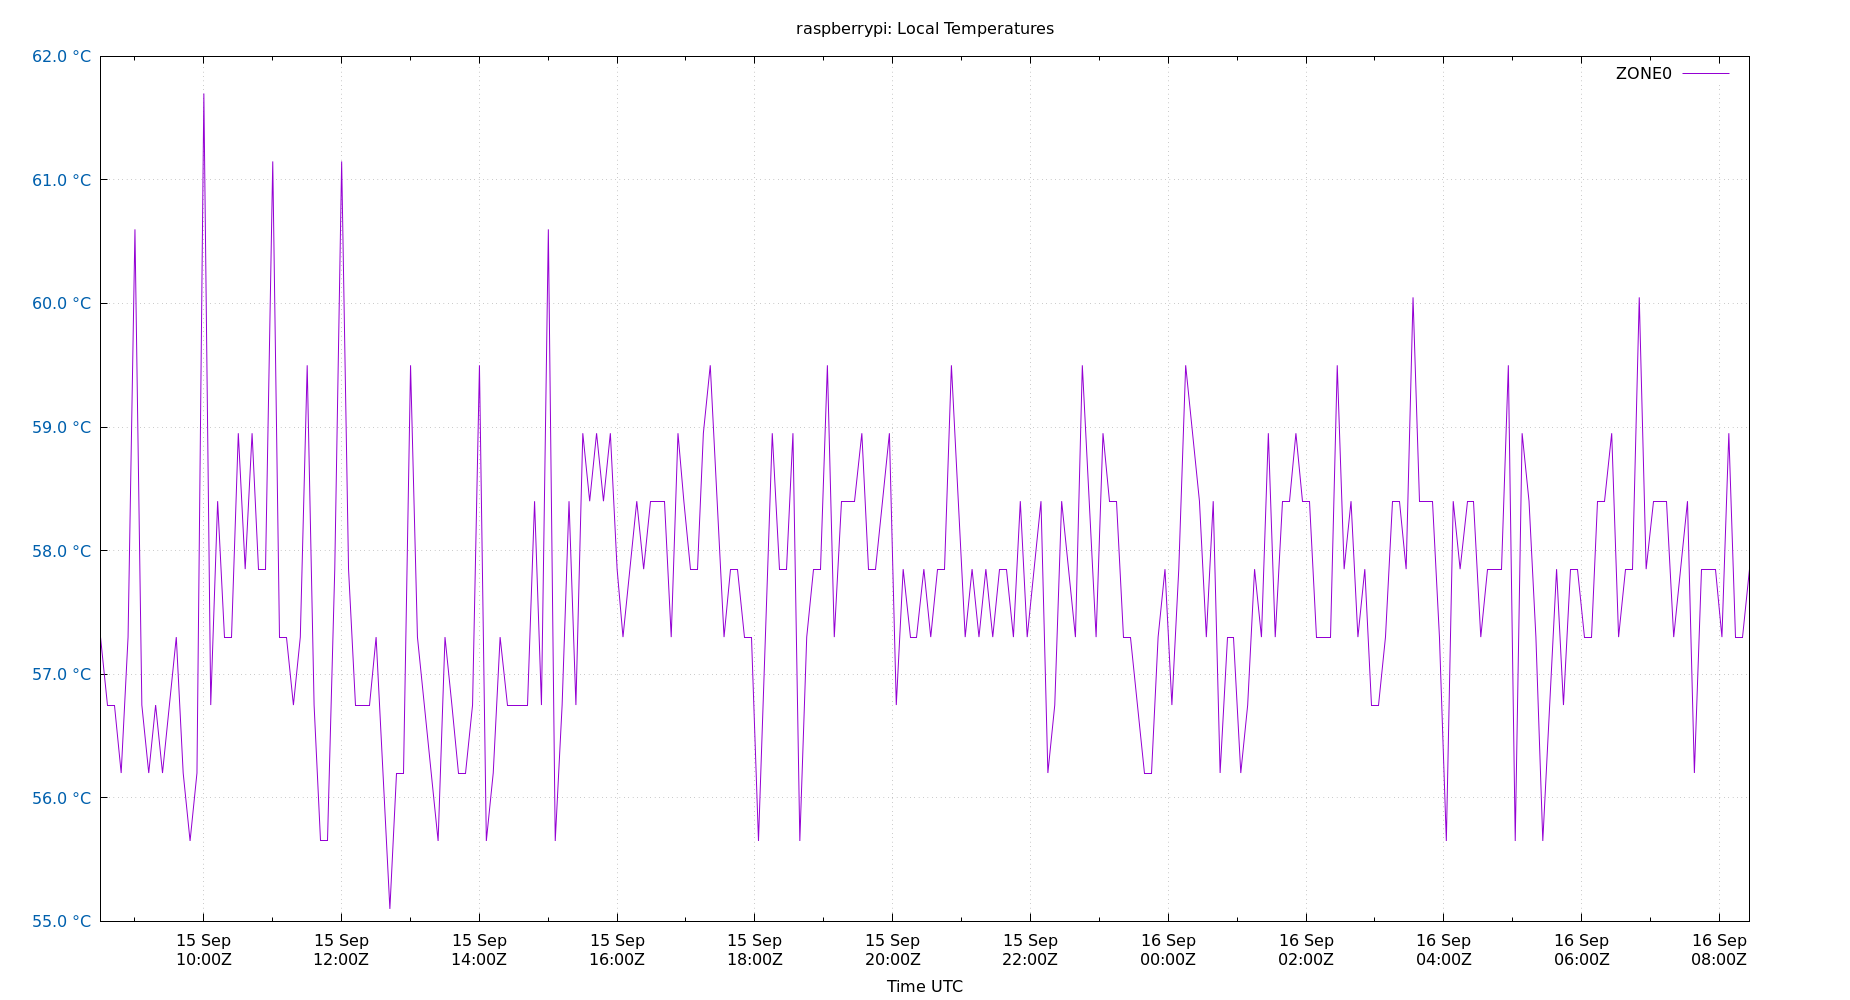 raspberrypi: Local Temperatures
62.0 °C
61.0 °C
60.0 °C
59.0 °C
58.0 °C
57.0 °C
56.0 °C
55.0 °C
ZONE0
15 Sep
10:00Z
15 Sep
12:00Z
15 Sep
14:00Z
15 Sep
16:00Z
15 Sep
18:00Z
15 Sep
20:00Z
15 Sep
22:00Z
16 Sep
00:00Z
16 Sep
02:00Z
16 Sep
04:00Z
16 Sep
06:00Z
16 Sep
08:00Z
Time UTC